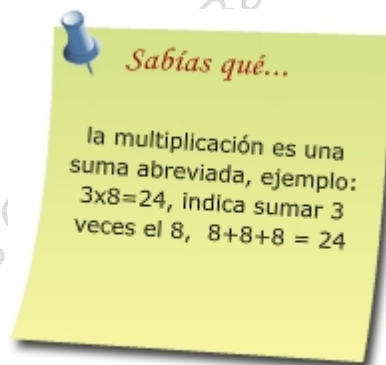 Sabías qué...
la multiplicación es una
suma abreviada, ejemplo:
3x8=24, indica sumar 3
veces el 8, 8+8+8 = 24